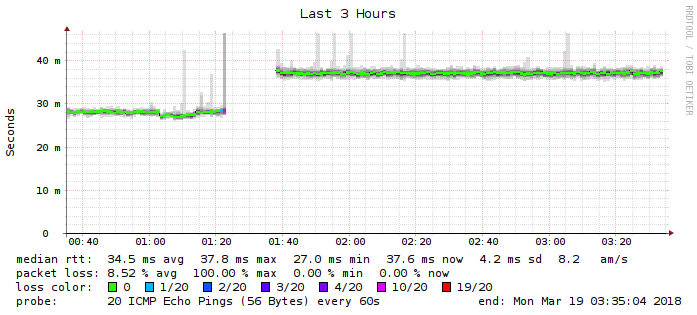 Last 3 Hours
RRDTOOL / TOBI OETIKER
Seconds
40 m
30 m
20 m
10 m
0
00:40 01:00 01:20 01:40 02:00 02:20 02:40 03:00 03:20
median rtt: 34.5 ms avg 37.8 ms max 27.0 ms min 37.6 ms now 4.2 ms sd 8.2 am/s
packet loss: 8.52 % avg 100.00 % max 0.00 % min 0.00 % now
loss color: 0 1/20 2/20 3/20 4/20 10/20 19/20
probe: 20 ICMP Echo Pings (56 Bytes) every 60s end: Mon Mar 19 03:35:04 2018